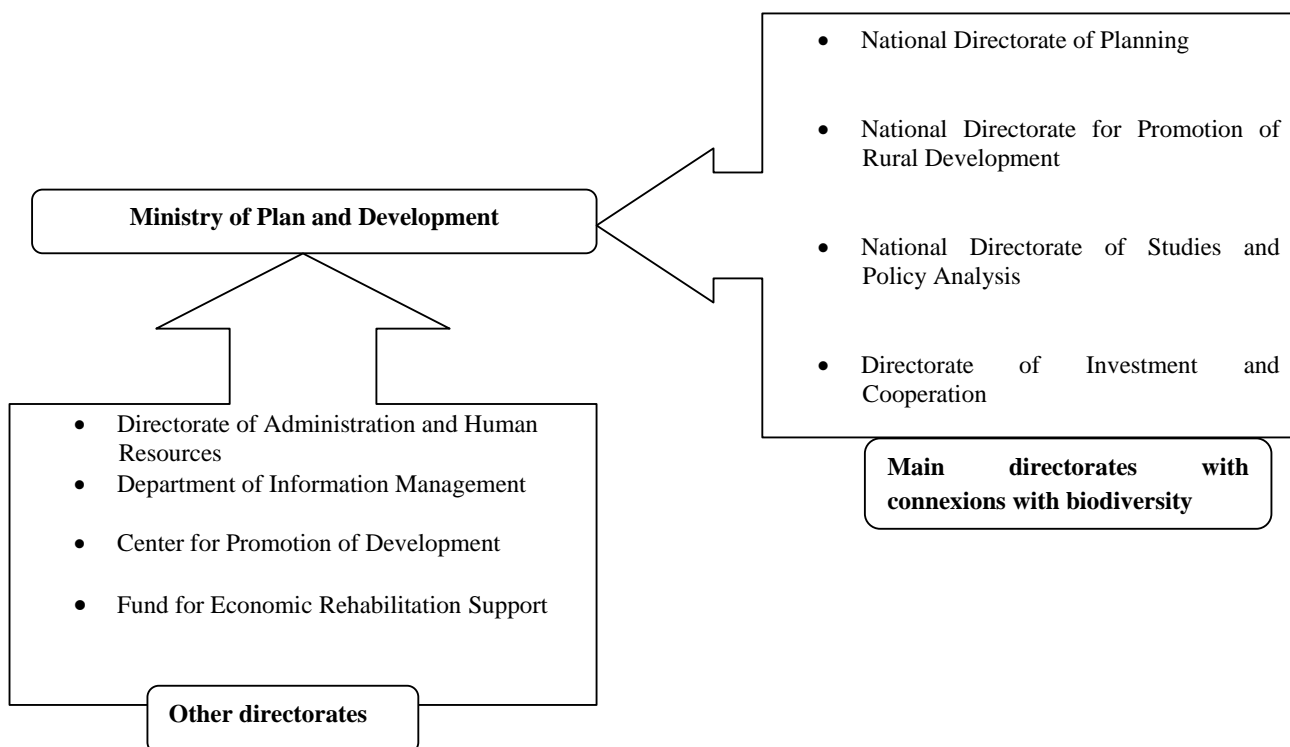 • National Directorate of Planning
• National Directorate for Promotion of
Rural Development
Ministry of Plan and Development
• National Directorate of Studies and
Policy Analysis
• Directorate of Investment and
Cooperation
Main directorates with
connexions with biodiversity
• Directorate of Administration and Human
Resources
• Department of Information Management
• Center for Promotion of Development
• Fund for Economic Rehabilitation Support
Other directorates